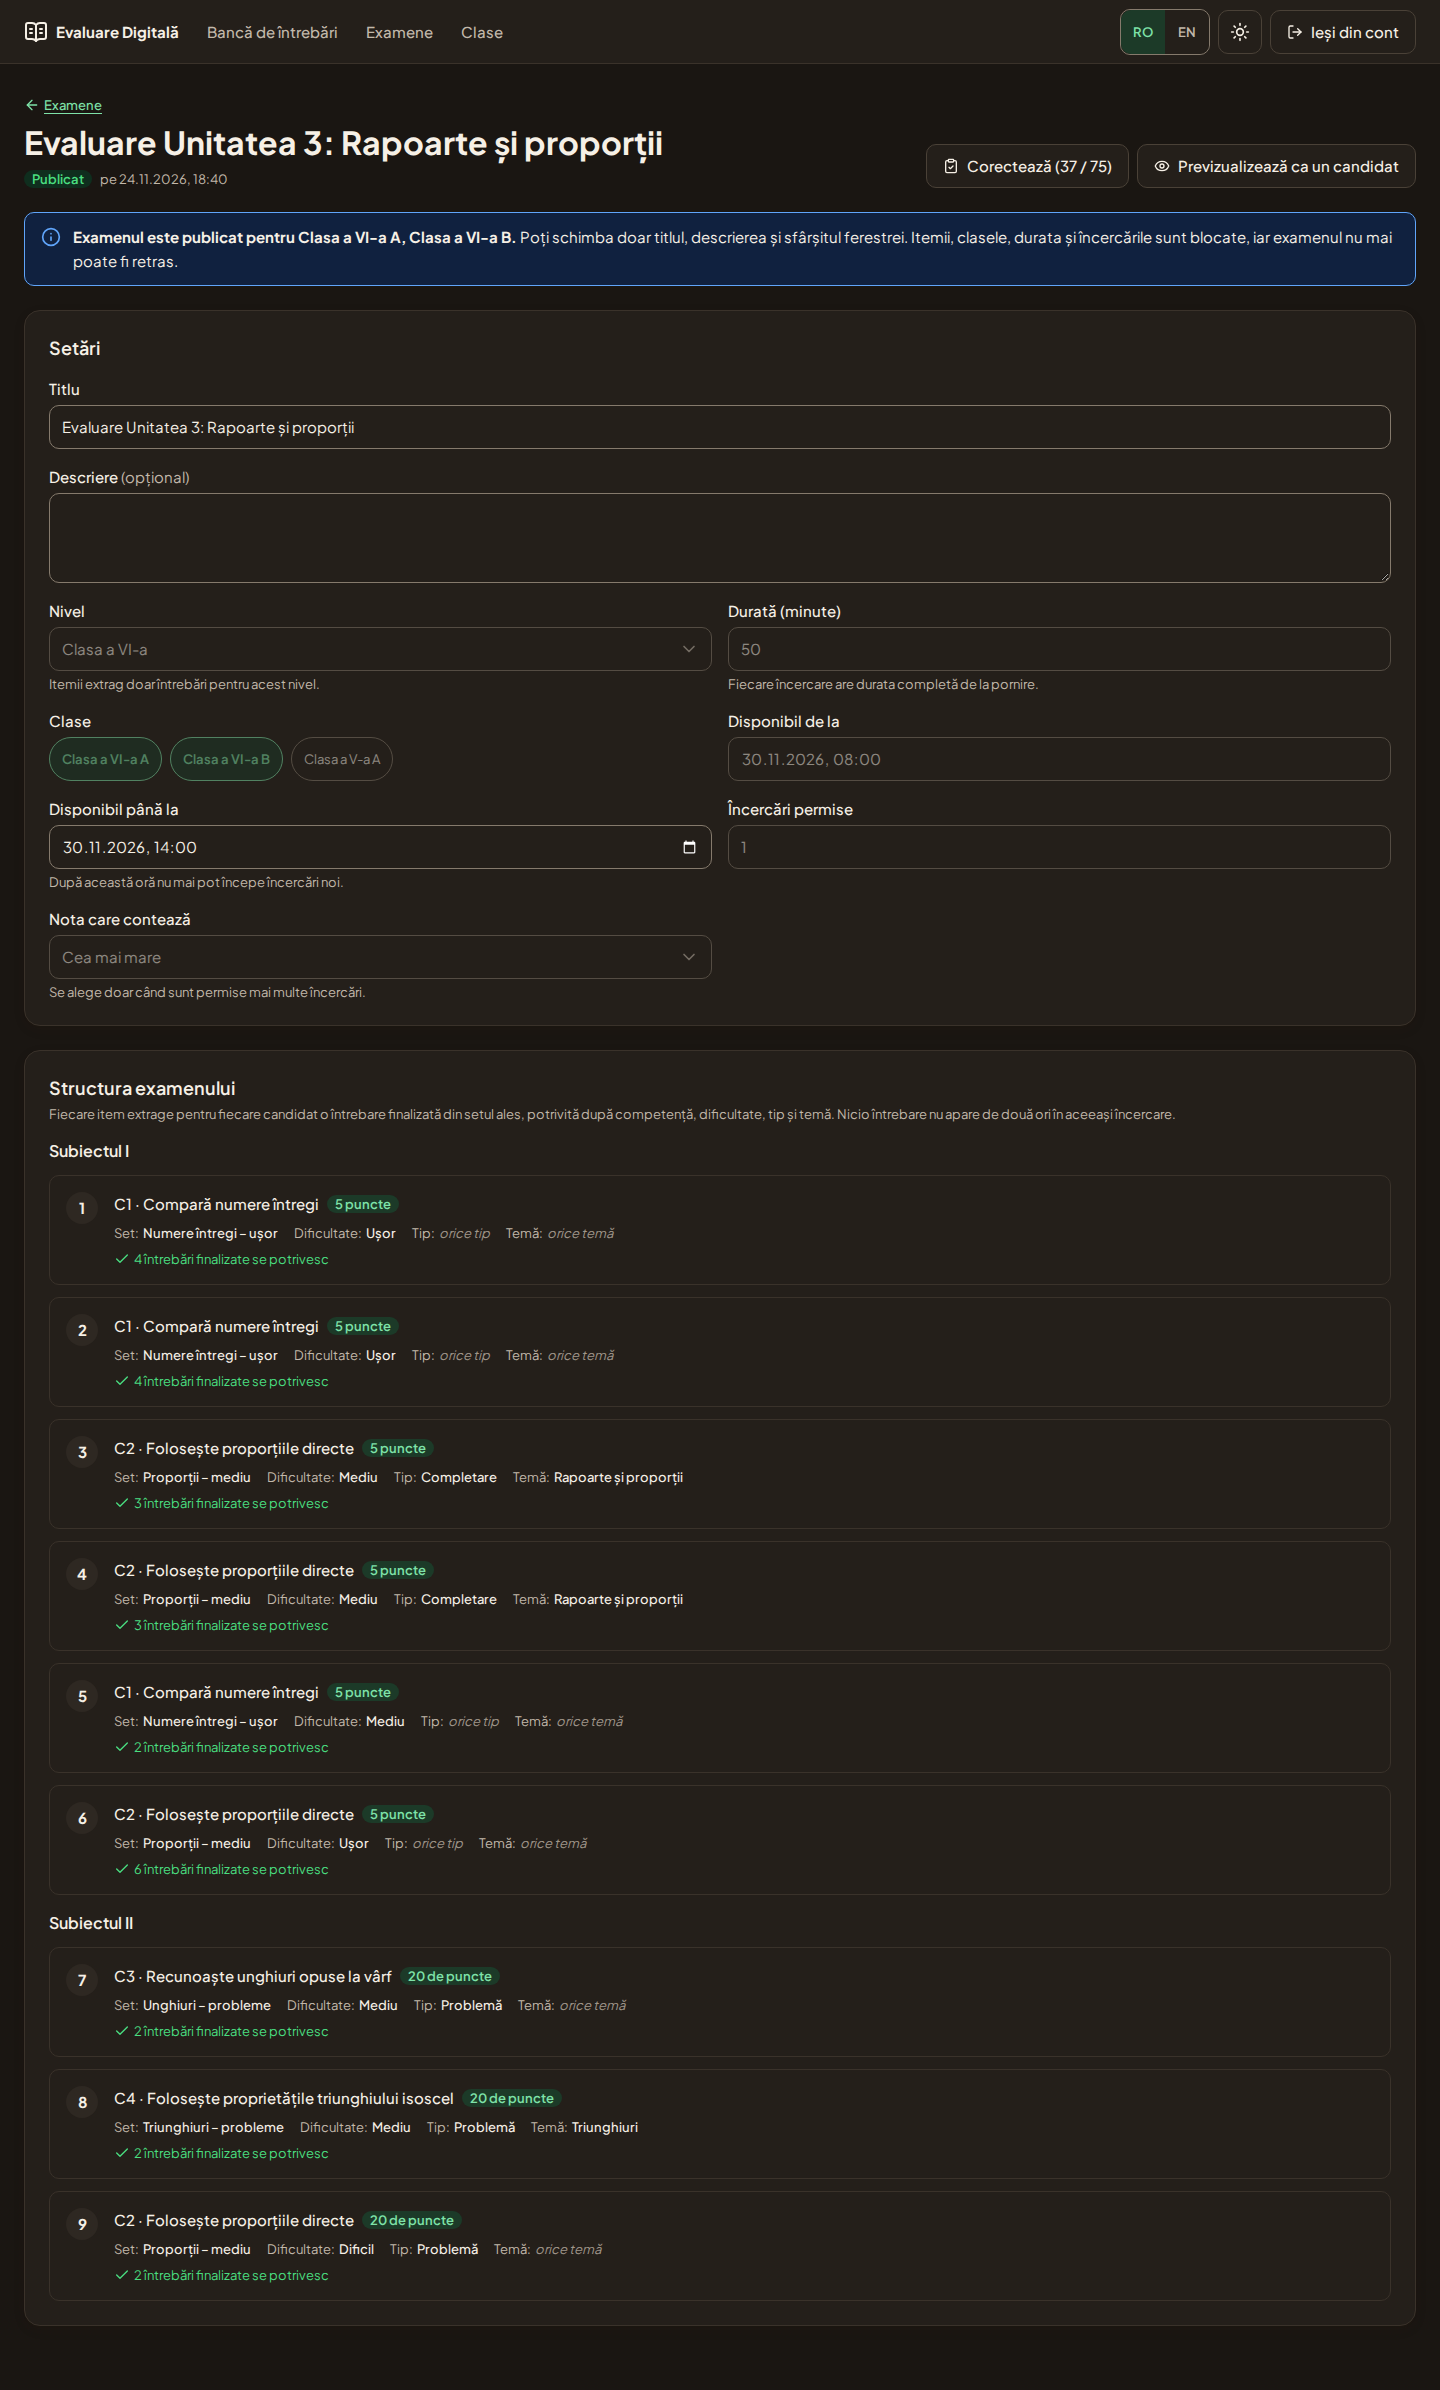 Evaluare Digitală Bancă de întrebări Examene Clase RO EN Ieși din cont
Examene
Evaluare Unitatea 3: Rapoarte și proporții
Publicat pe 24.11.2026, 18:40
Corectează (37 / 75) Previzualizează ca un candidat
Examenul este publicat pentru Clasa a VI-a A, Clasa a VI-a B. Poți schimba doar titlul, descrierea și sfârșitul ferestrei. Itemii, clasele, durata și încercările sunt blocate, iar examenul nu mai
poate fi retras.
Setări
Titlu
Evaluare Unitatea 3: Rapoarte și proporții
Descriere (opțional)
Nivel
Clasa a VI-a
Itemii extrag doar întrebări pentru acest nivel.
Durată (minute)
50
Fiecare încercare are durata completă de la pornire.
Clase
Clasa a VI-a A Clasa a VI-a B Clasa a V-a A
Disponibil de la
30.11.2026, 08:00
Disponibil până la
30.11.2026, 14:00
După această oră nu mai pot începe încercări noi.
Încercări permise
1
Nota care contează
Cea mai mare
Se alege doar când sunt permise mai multe încercări.
Structura examenului
Fiecare item extrage pentru fiecare candidat o întrebare finalizată din setul ales, potrivită după competență, dificultate, tip și temă. Nicio întrebare nu apare de două ori în aceeași încercare.
Subiectul I
1 C1 · Compară numere întregi 5 puncte
Set: Numere întregi – ușor Dificultate: Ușor Tip: orice tip Temă: orice temă
4 întrebări finalizate se potrivesc
2 C1 · Compară numere întregi 5 puncte
Set: Numere întregi – ușor Dificultate: Ușor Tip: orice tip Temă: orice temă
4 întrebări finalizate se potrivesc
3 C2 · Folosește proporțiile directe 5 puncte
Set: Proporții – mediu Dificultate: Mediu Tip: Completare Temă: Rapoarte și proporții
3 întrebări finalizate se potrivesc
4 C2 · Folosește proporțiile directe 5 puncte
Set: Proporții – mediu Dificultate: Mediu Tip: Completare Temă: Rapoarte și proporții
3 întrebări finalizate se potrivesc
5 C1 · Compară numere întregi 5 puncte
Set: Numere întregi – ușor Dificultate: Mediu Tip: orice tip Temă: orice temă
2 întrebări finalizate se potrivesc
6 C2 · Folosește proporțiile directe 5 puncte
Set: Proporții – mediu Dificultate: Ușor Tip: orice tip Temă: orice temă
6 întrebări finalizate se potrivesc
Subiectul II
7 C3 · Recunoaște unghiuri opuse la vârf 20 de puncte
Set: Unghiuri – probleme Dificultate: Mediu Tip: Problemă Temă: orice temă
2 întrebări finalizate se potrivesc
8 C4 · Folosește proprietățile triunghiului isoscel 20 de puncte
Set: Triunghiuri – probleme Dificultate: Mediu Tip: Problemă Temă: Triunghiuri
2 întrebări finalizate se potrivesc
9 C2 · Folosește proporțiile directe 20 de puncte
Set: Proporții – mediu Dificultate: Dificil Tip: Problemă Temă: orice temă
2 întrebări finalizate se potrivesc